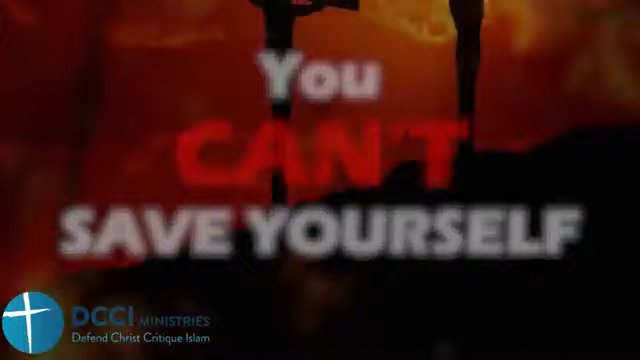 You
CAN'T
SAVE YOURSELF
DCCI MINISTRIES
Defend Christ Critique Islam